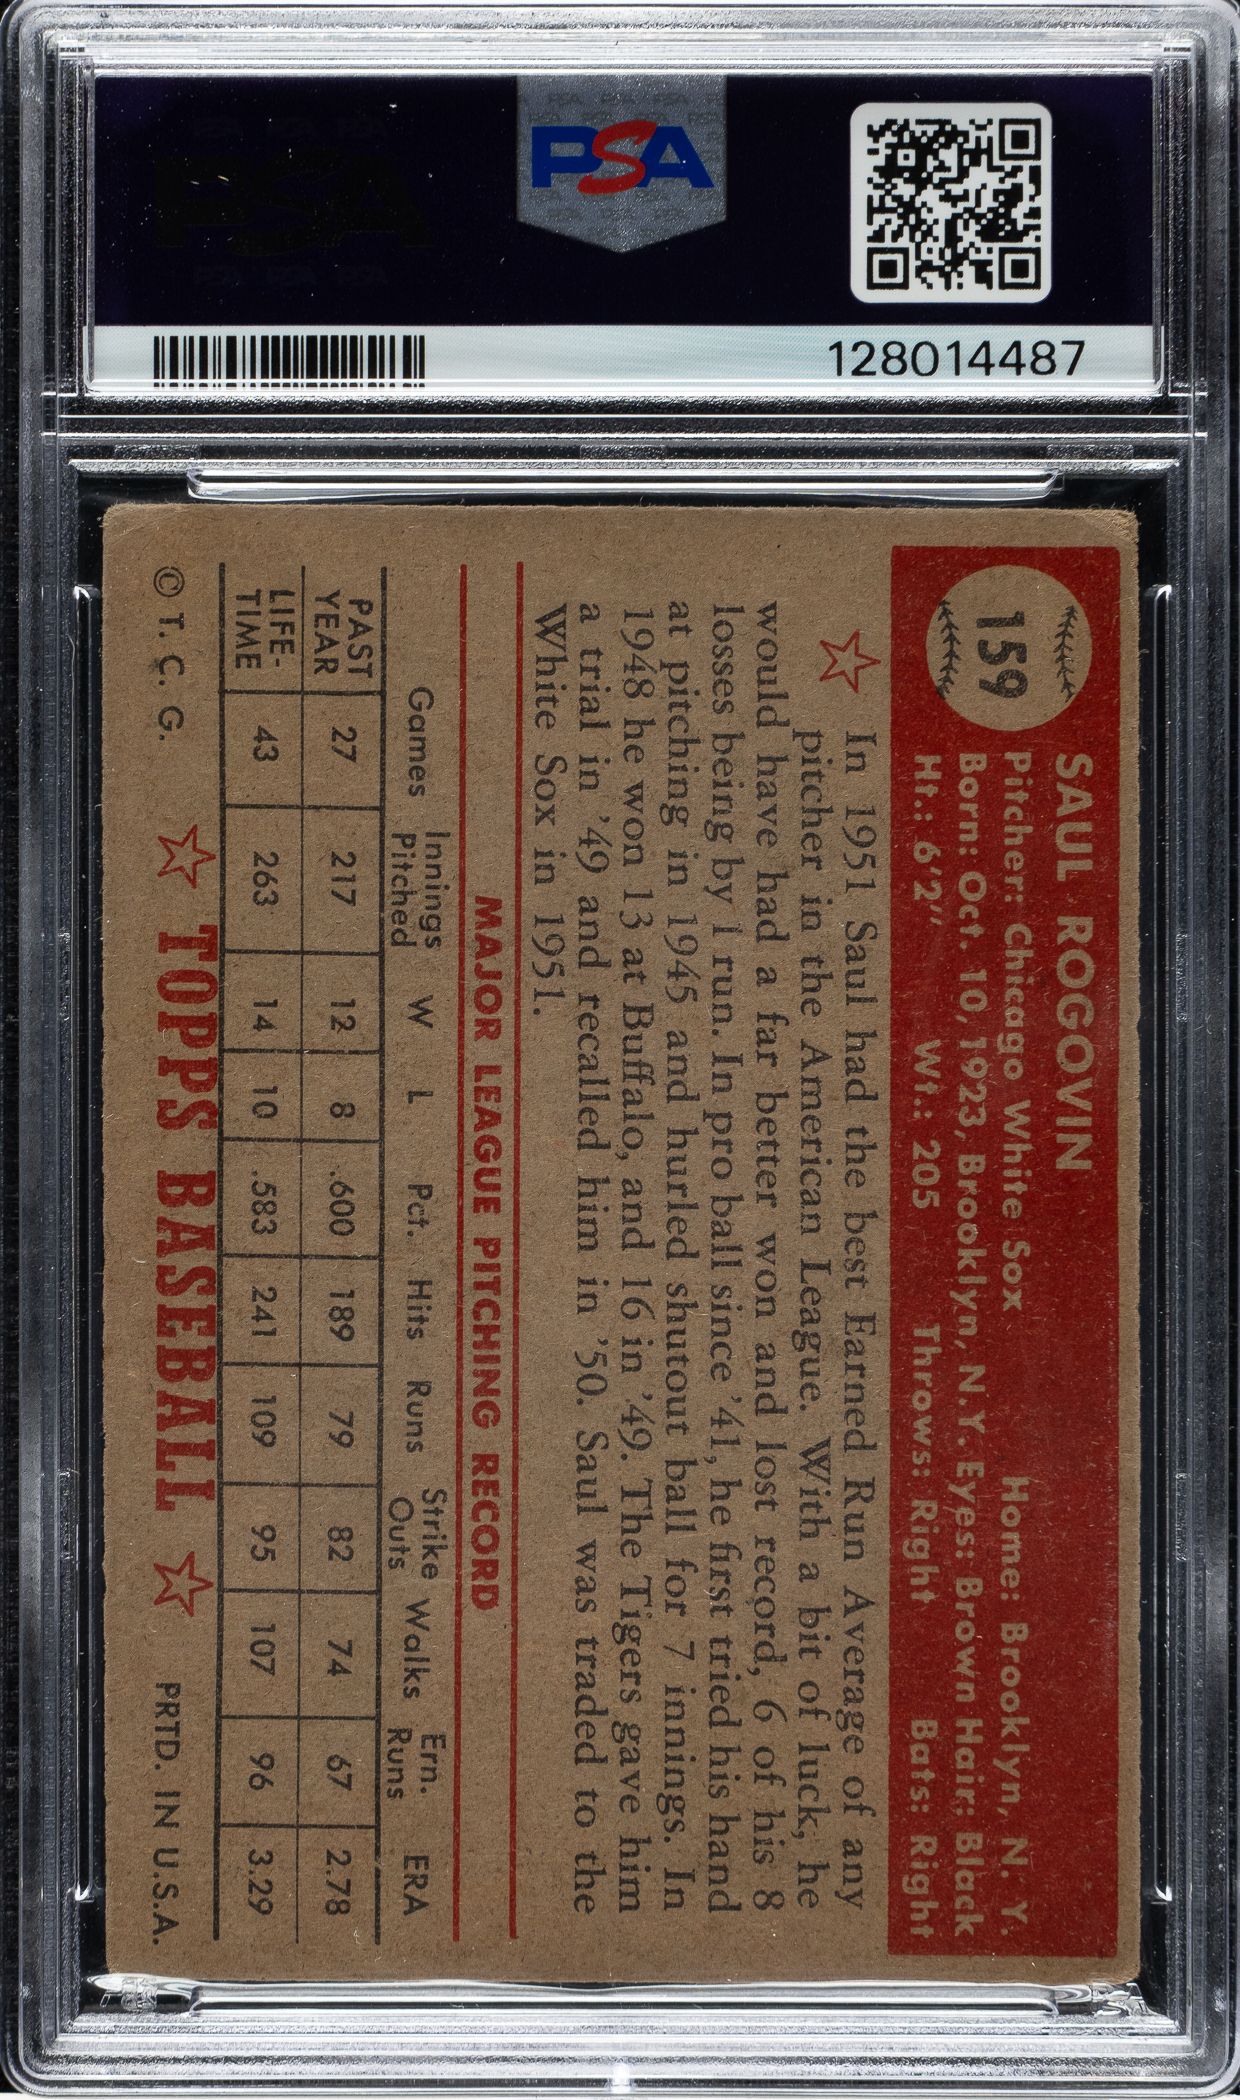 PSA
128014487
159
SAUL ROGOVIN
Pitcher: Chicago White Sox Home: Brooklyn, N. Y.
Born: Oct. 10, 1923, Brooklyn, N.Y. Eyes: Brown Hair: Black
Ht.: 6'2" Wt.: 205 Throws: Right Bats: Right
In 1951 Saul had the best Earned Run Average of any
pitcher in the American League. With a bit of luck, he
would have had a far better won and lost record, 6 of his 8
losses being by 1 run. In pro ball since '41, he first tried his hand
at pitching in 1945 and hurled shutout ball for 7 innings. In
1948 he won 13 at Buffalo, and 16 in '49. The Tigers gave him
a trial in '49 and recalled him in '50. Saul was traded to the
White Sox in 1951.
MAJOR LEAGUE PITCHING RECORD
Games Innings Pitched W L Pct. Hits Runs Strike Outs Walks Ern. Runs ERA
PAST YEAR 27 217 12 8 .600 189 79 82 74 67 2.78
LIFE-TIME 43 263 14 10 .583 241 109 95 107 96 3.29
© T. C. G. TOPPS BASEBALL PRTD. IN U.S.A.